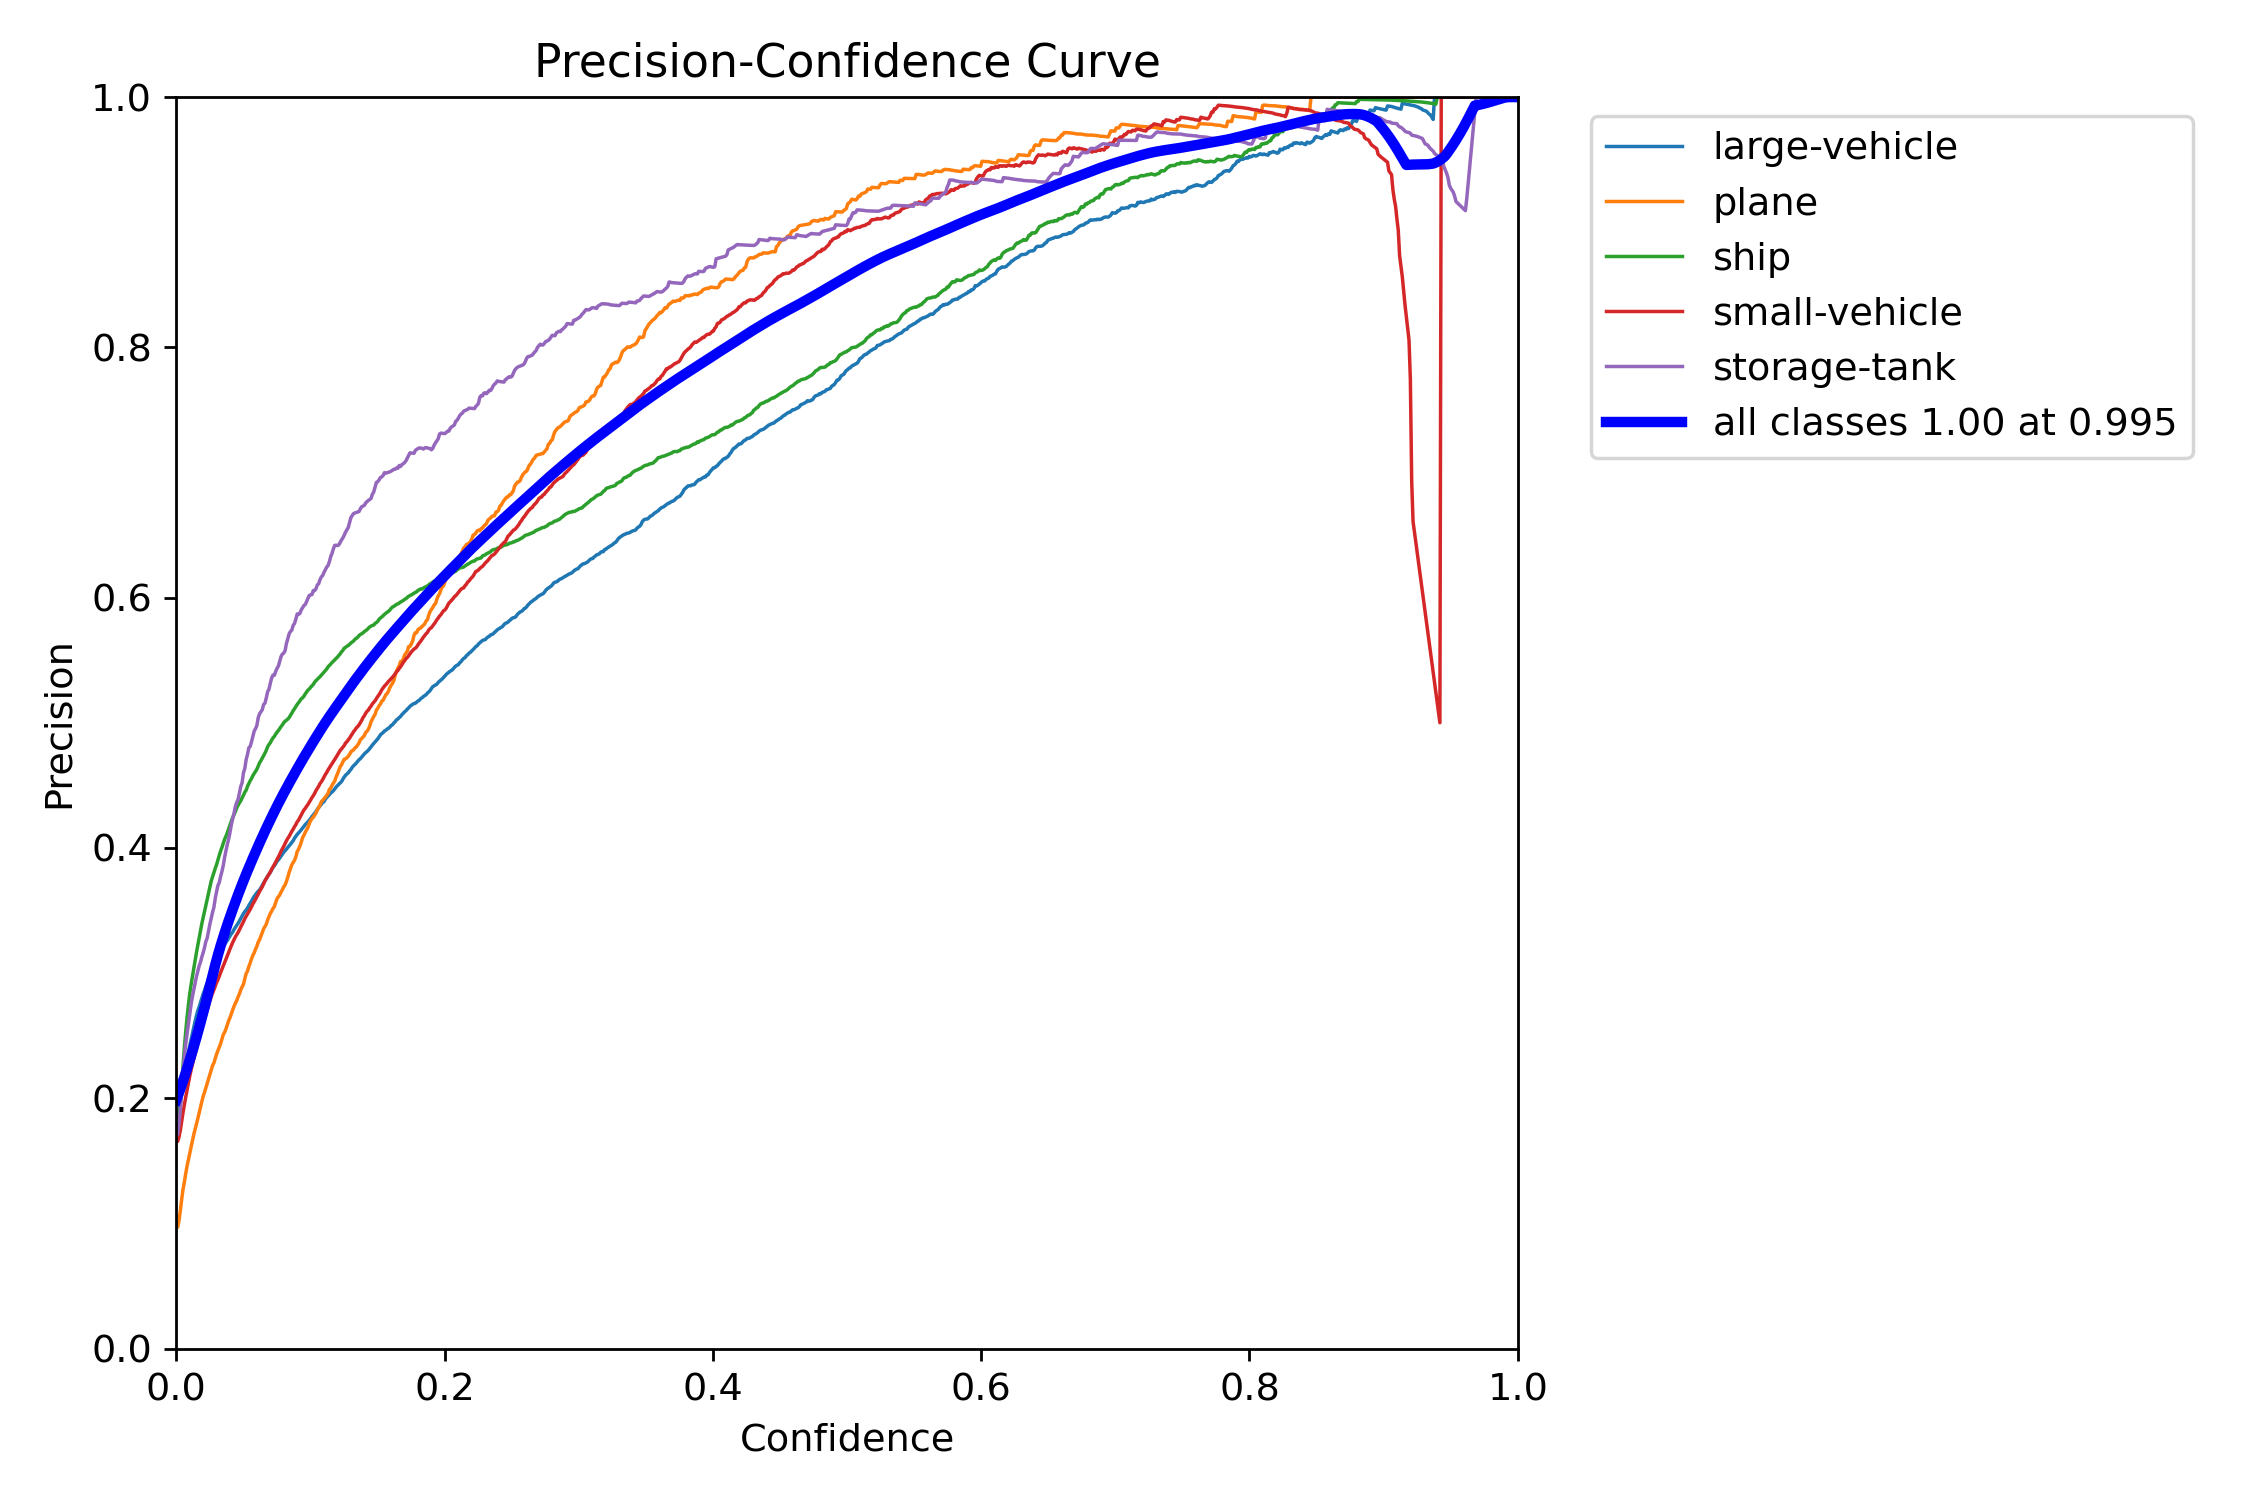 Precision-Confidence Curve
1.0
0.8
0.6
0.4
0.2
0.0
Precision
0.0 0.2 0.4 0.6 0.8 1.0
Confidence
large-vehicle
plane
ship
small-vehicle
storage-tank
all classes 1.00 at 0.995